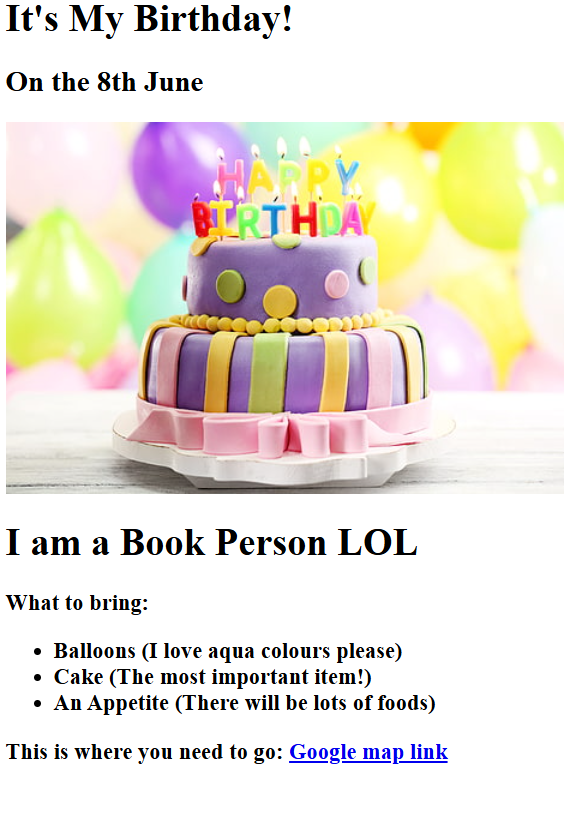 It's My Birthday!
On the 8th June
HAPPY
BIRTHDAY
I am a Book Person LOL
What to bring:
Balloons (I love aqua colours please)
Cake (The most important item!)
An Appetite (There will be lots of foods)
This is where you need to go: Google map link